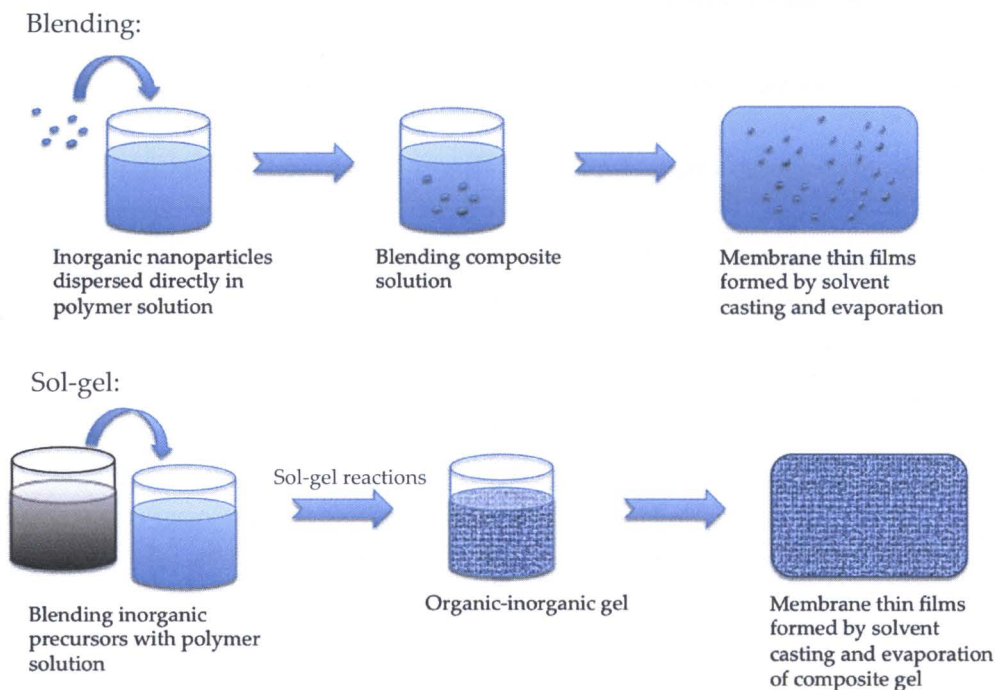 Blending:
Inorganic nanoparticles
dispersed directly in
polymer solution
Blending composite
solution
Membrane thin films
formed by solvent
casting and evaporation
Sol-gel:
Sol-gel reactions
Blending inorganic
precursors with polymer
solution
Organic-inorganic gel
Membrane thin films
formed by solvent
casting and evaporation
of composite gel